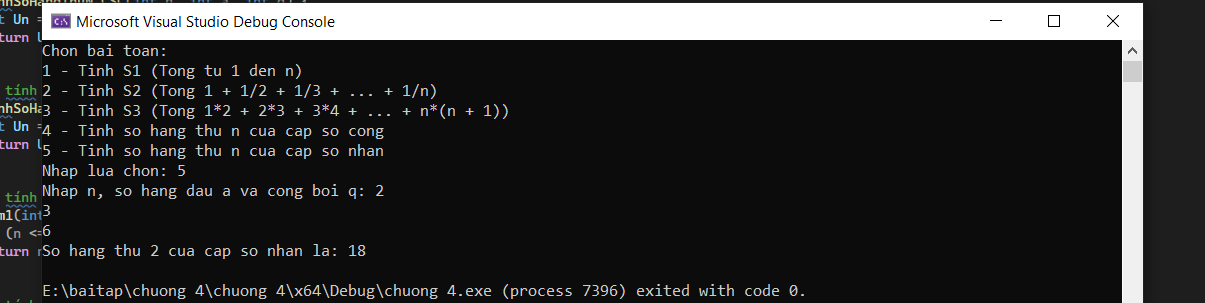 Microsoft Visual Studio Debug Console
Chon bai toan:
1 - Tinh S1 (Tong tu 1 den n)
2 - Tinh S2 (Tong 1 + 1/2 + 1/3 + ... + 1/n)
3 - Tinh S3 (Tong 1*2 + 2*3 + 3*4 + ... + n*(n + 1))
4 - Tinh so hang thu n cua cap so cong
5 - Tinh so hang thu n cua cap so nhan
Nhap lua chon: 5
Nhap n, so hang dau a va cong boi q: 2
3
6
So hang thu 2 cua cap so nhan la: 18
E:\baitap\chuong 4\chuong 4\x64\Debug\chuong 4.exe (process 7396) exited with code 0.